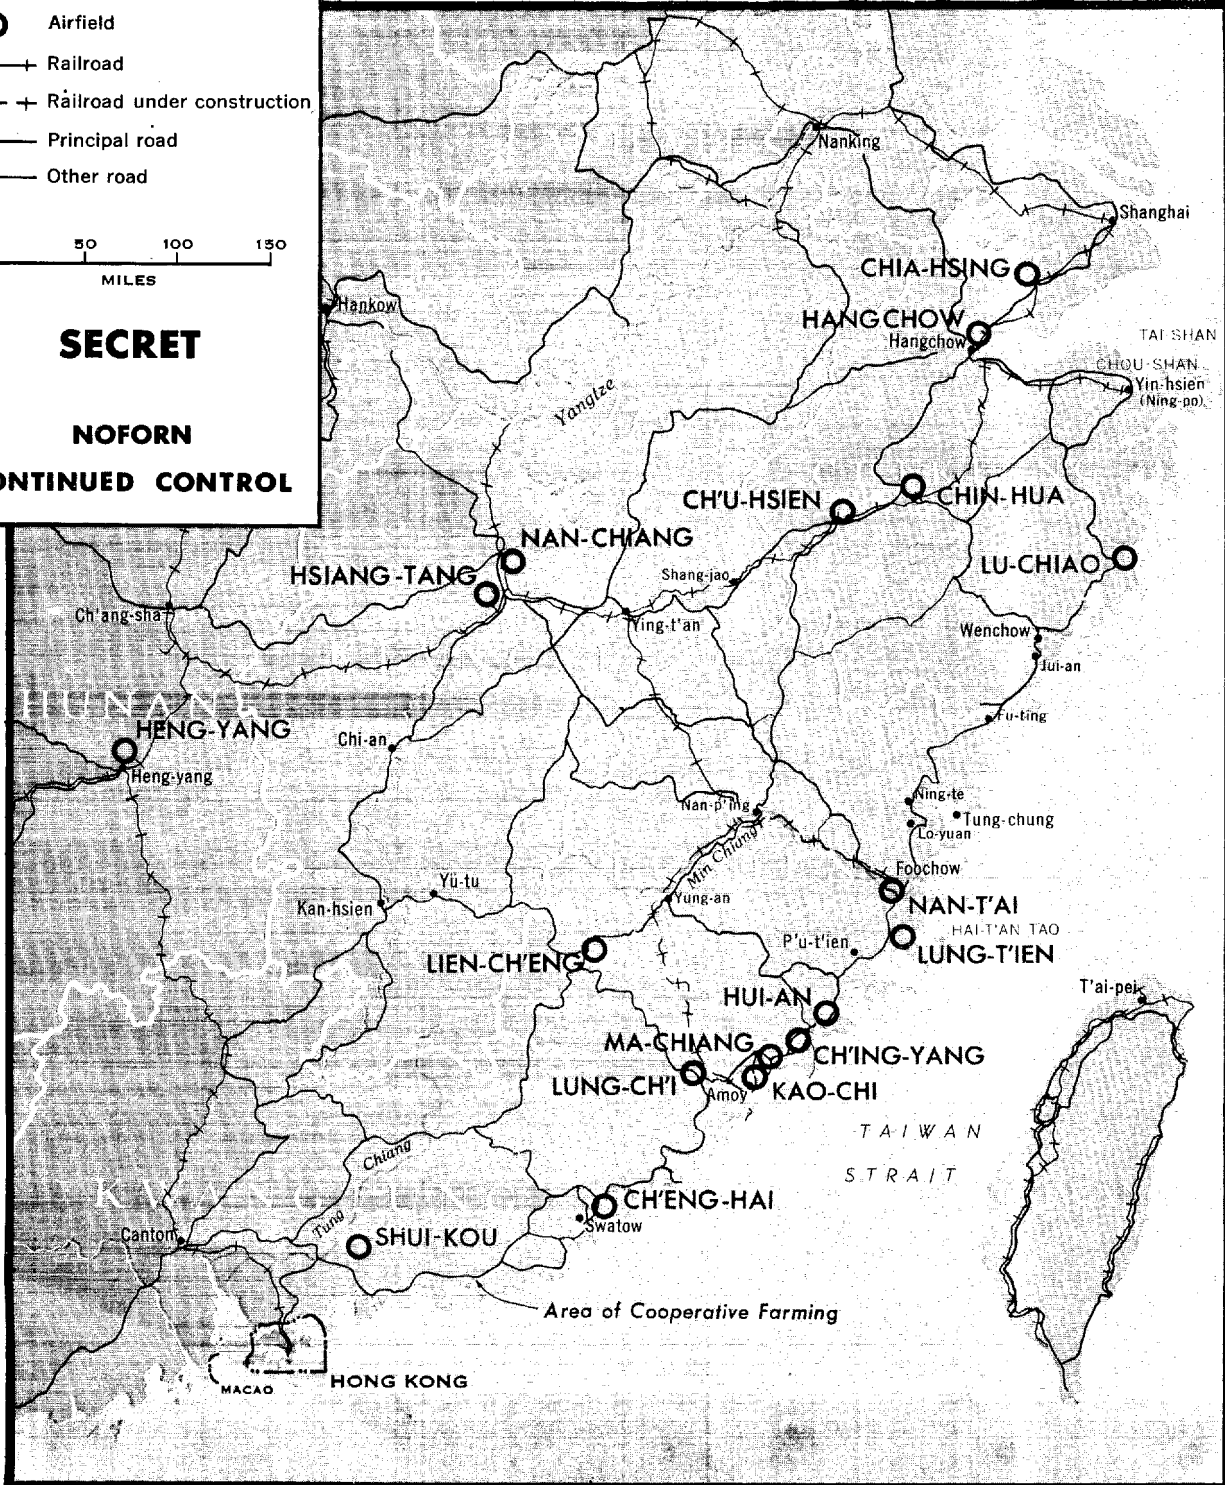 Airfield
Railroad
Railroad under construction
Principal road
Other road
50 100 150
MILES
SECRET
NOFORN
ONTINUED CONTROL
Nanking
Shanghai
CHIA-HSING
Hankow
HANGCHOW
Hangchow
TAI SHAN
CHOU-SHAN
Yin-hsien
(Ning-po)
Yangtze
CH'U-HSIEN
CHIN-HUA
NAN-CHIANG
HSIANG-TANG
Shang-jao
LU-CHIAO
Ch'ang-sha
Ying-t'an
Wenchow
Jui-an
HUNAN
Fu-ting
HENG-YANG
Chi-an
Heng-yang
Nan-p'ing
Ning-te
Tung-chung
Lo-yuan
Min Chiang
Foochow
Yü-tu
Kan-hsien
Yung-an
NAN-T'AI
HAI-T'AN TAO
P'u-t'ien
LUNG-T'IEN
LIEN-CH'ENG
T'ai-pei
HUI-AN
MA-CHIANG
CH'ING-YANG
LUNG-CH'I
Amoy
KAO-CHI
TAIWAN
STRAIT
Chiang
Tung
CH'ENG-HAI
Swatow
Canton
SHUI-KOU
Area of Cooperative Farming
MACAO
HONG KONG